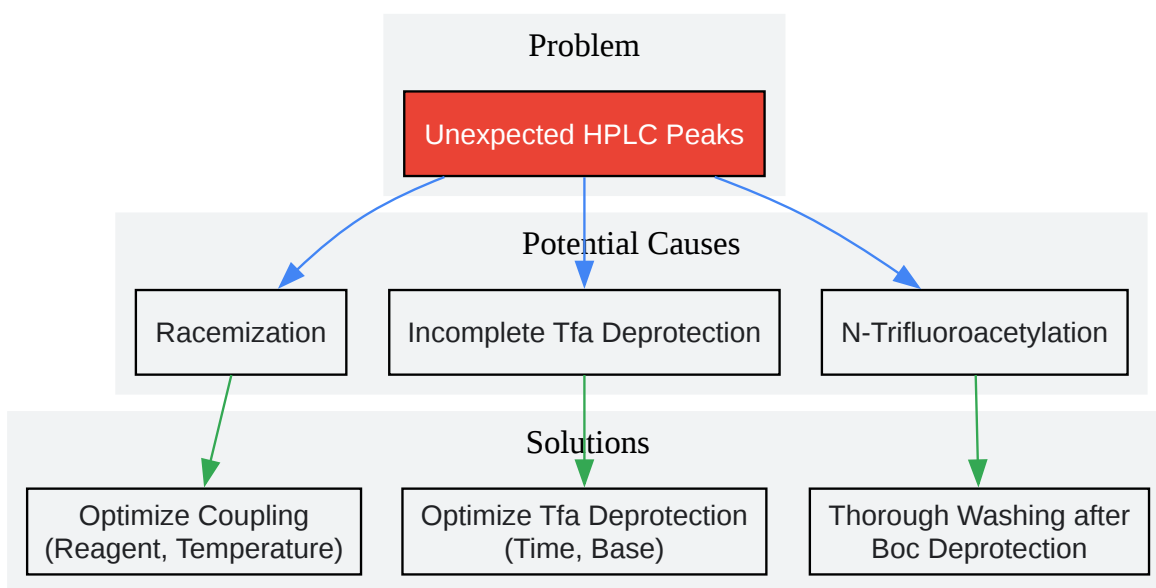 Problem
Unexpected HPLC Peaks
Potential Causes
Racemization
Incomplete Tfa Deprotection
N-Trifluoroacetylation
Solutions
Optimize Coupling
(Reagent, Temperature)
Optimize Tfa Deprotection
(Time, Base)
Thorough Washing after
Boc Deprotection